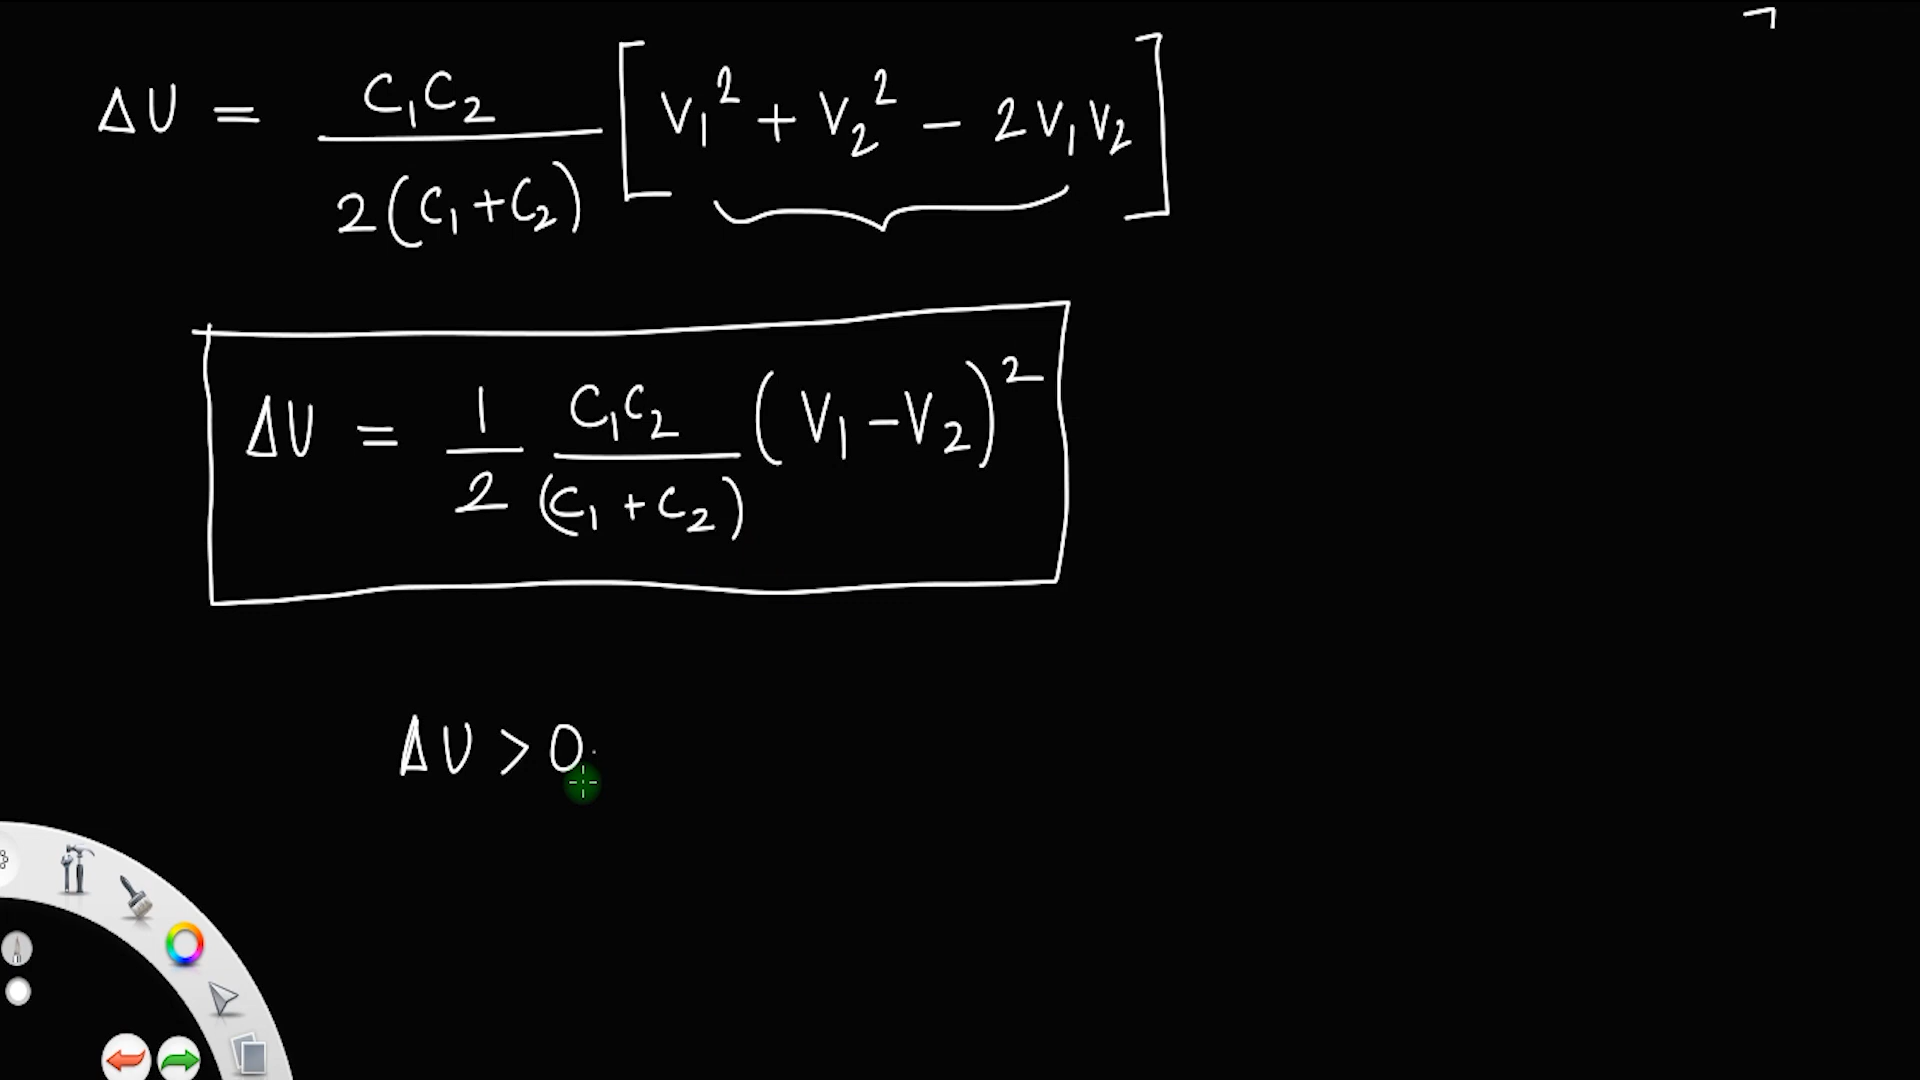 ΔU = C₁C₂ / 2(C₁+C₂) [V₁² + V₂² − 2V₁V₂]
ΔU = 1/2 C₁C₂ / (C₁+C₂) (V₁−V₂)²
ΔU > 0